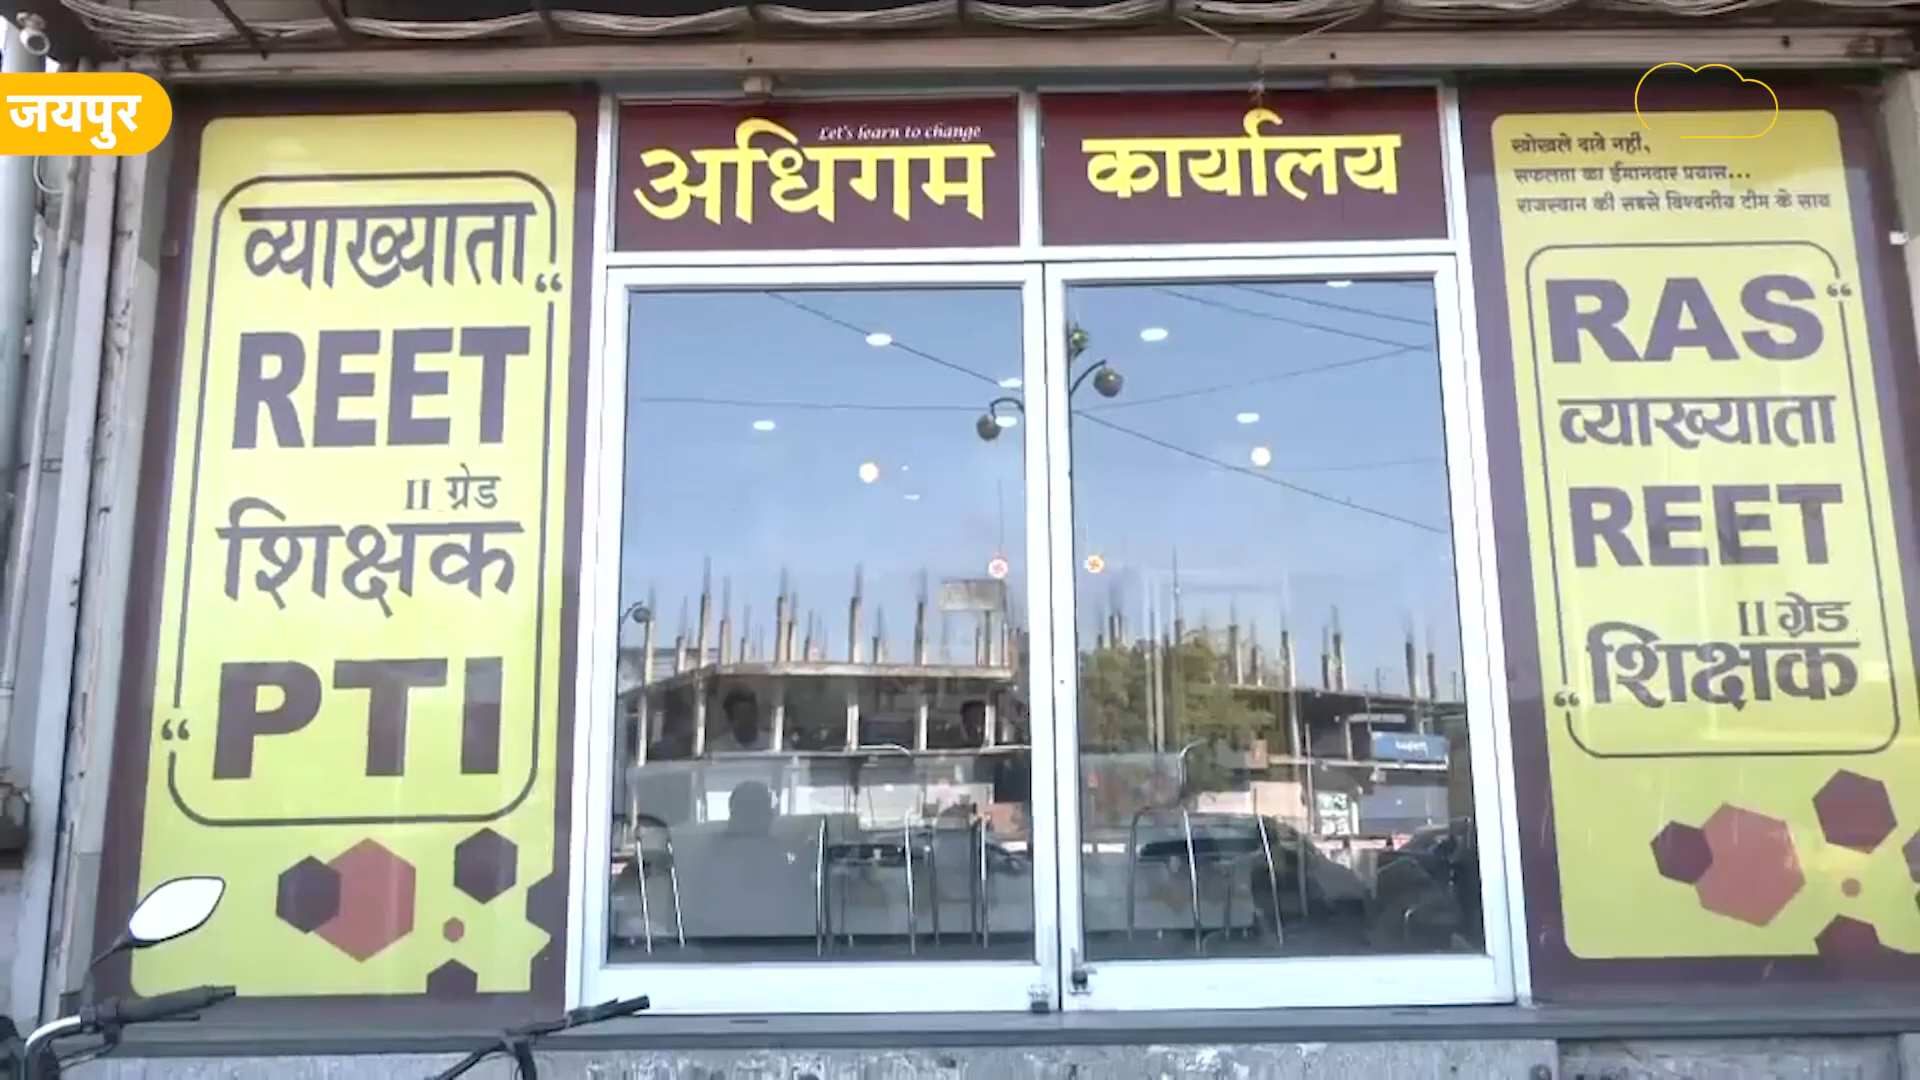 जयपुर
Let's learn to change
अधिगम
कार्यालय
व्याख्याता
REET
II ग्रेड
शिक्षक
PTI
खोखले दावे नहीं,
सफलता का ईमानदार प्रयास...
राजस्थान की सबसे विश्वनीय टीम के साथ
RAS
व्याख्याता
REET
II ग्रेड
शिक्षक